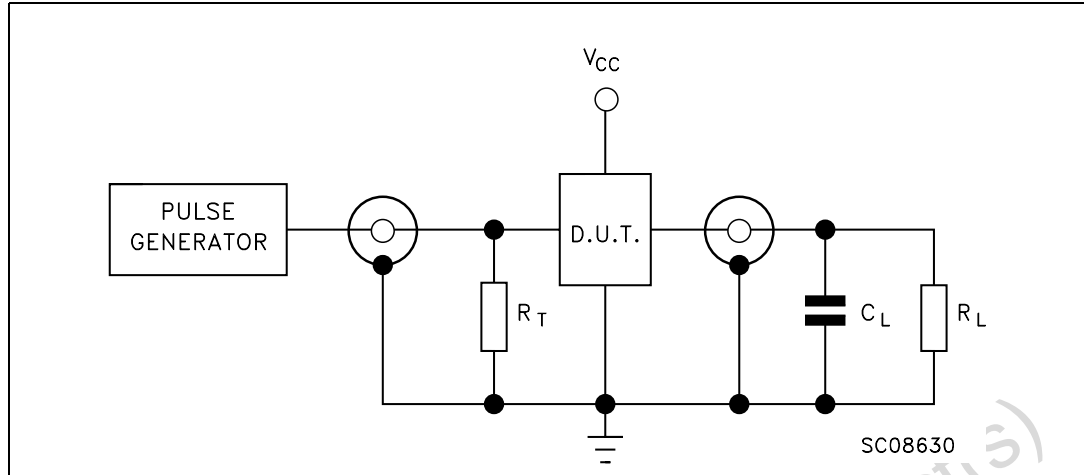 VCC
PULSE
GENERATOR
D.U.T.
RT
CL
RL
SC08630